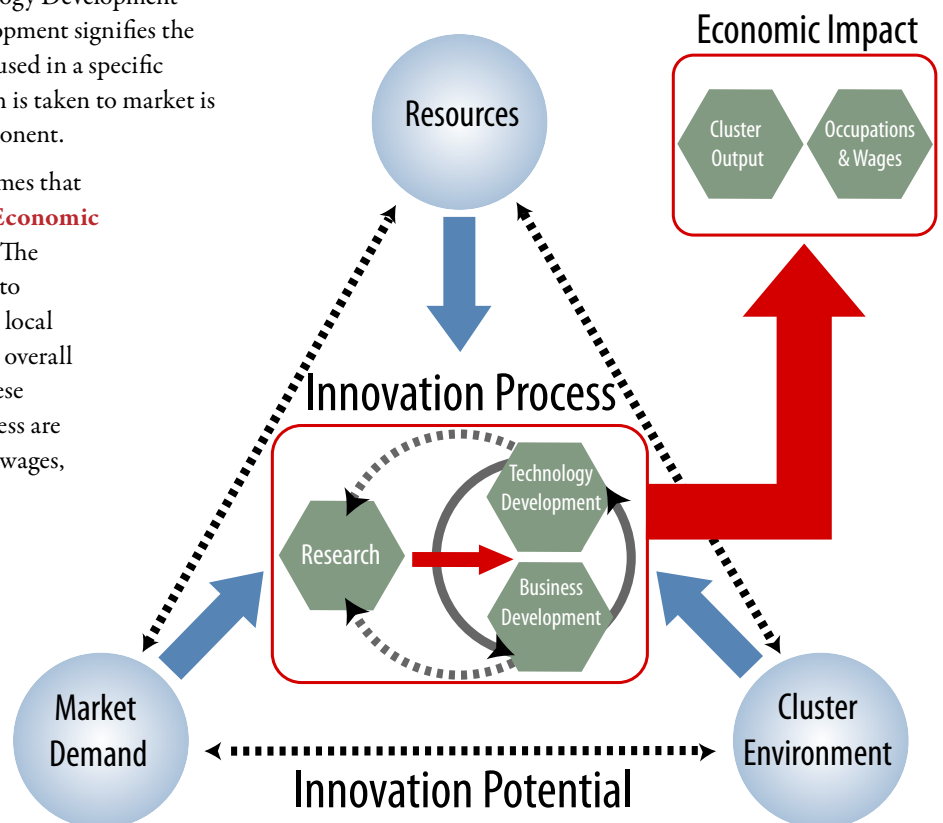 ogy Development
opment signifies the
used in a specific
h is taken to market is
onent.
mes that
Economic
The
to
local
overall
ese
ess are
wages,
Economic Impact
Cluster
Output
Occupations
& Wages
Resources
Innovation Process
Technology
Development
Research
Business
Development
Market
Demand
Cluster
Environment
Innovation Potential